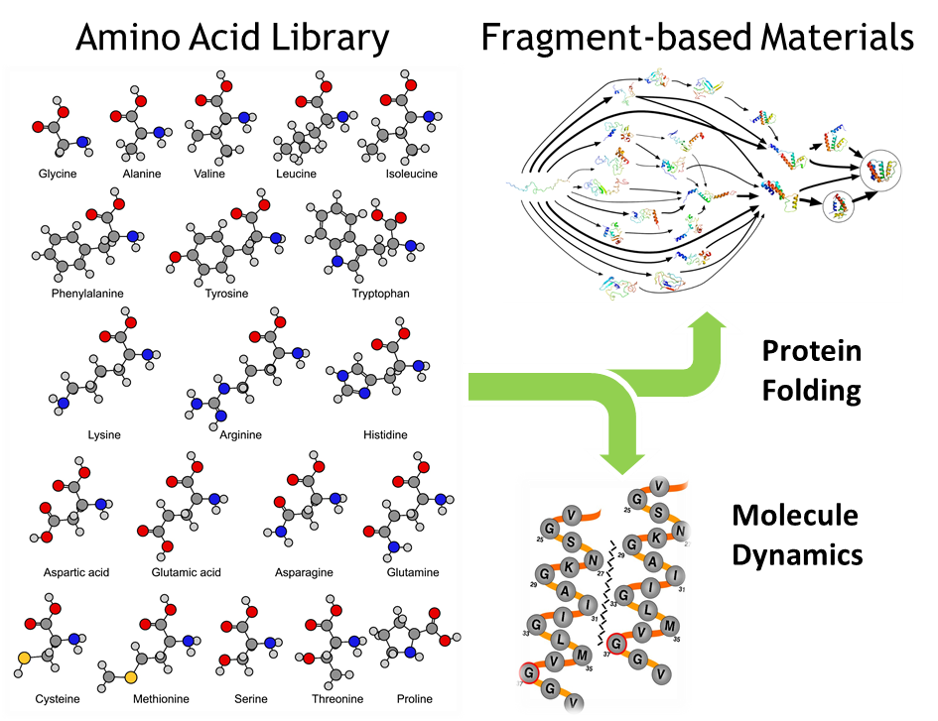 Amino Acid Library
Fragment-based Materials
Glycine
Alanine
Valine
Leucine
Isoleucine
Phenylalanine
Tyrosine
Tryptophan
Lysine
Arginine
Histidine
Aspartic acid
Glutamic acid
Asparagine
Glutamine
Cysteine
Methionine
Serine
Threonine
Proline
Protein
Folding
Molecule
Dynamics
V
G
25
S
N
27
K
G
29
A
I
31
I
G
33
L
M
35
V
G
G
V
V
G
25
S
N
K
G
29
A
I
31
I
G
33
L
M
35
V
G
37
G
V